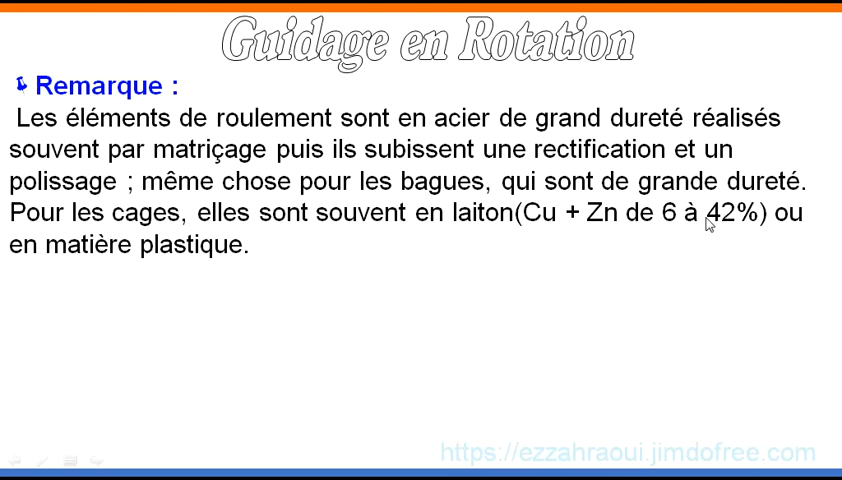 Guidage en Rotation
Remarque :
Les éléments de roulement sont en acier de grand dureté réalisés
souvent par matriçage puis ils subissent une rectification et un
polissage ; même chose pour les bagues, qui sont de grande dureté.
Pour les cages, elles sont souvent en laiton(Cu + Zn de 6 à 42%) ou
en matière plastique.
https://ezzahraoui.jimdofree.com